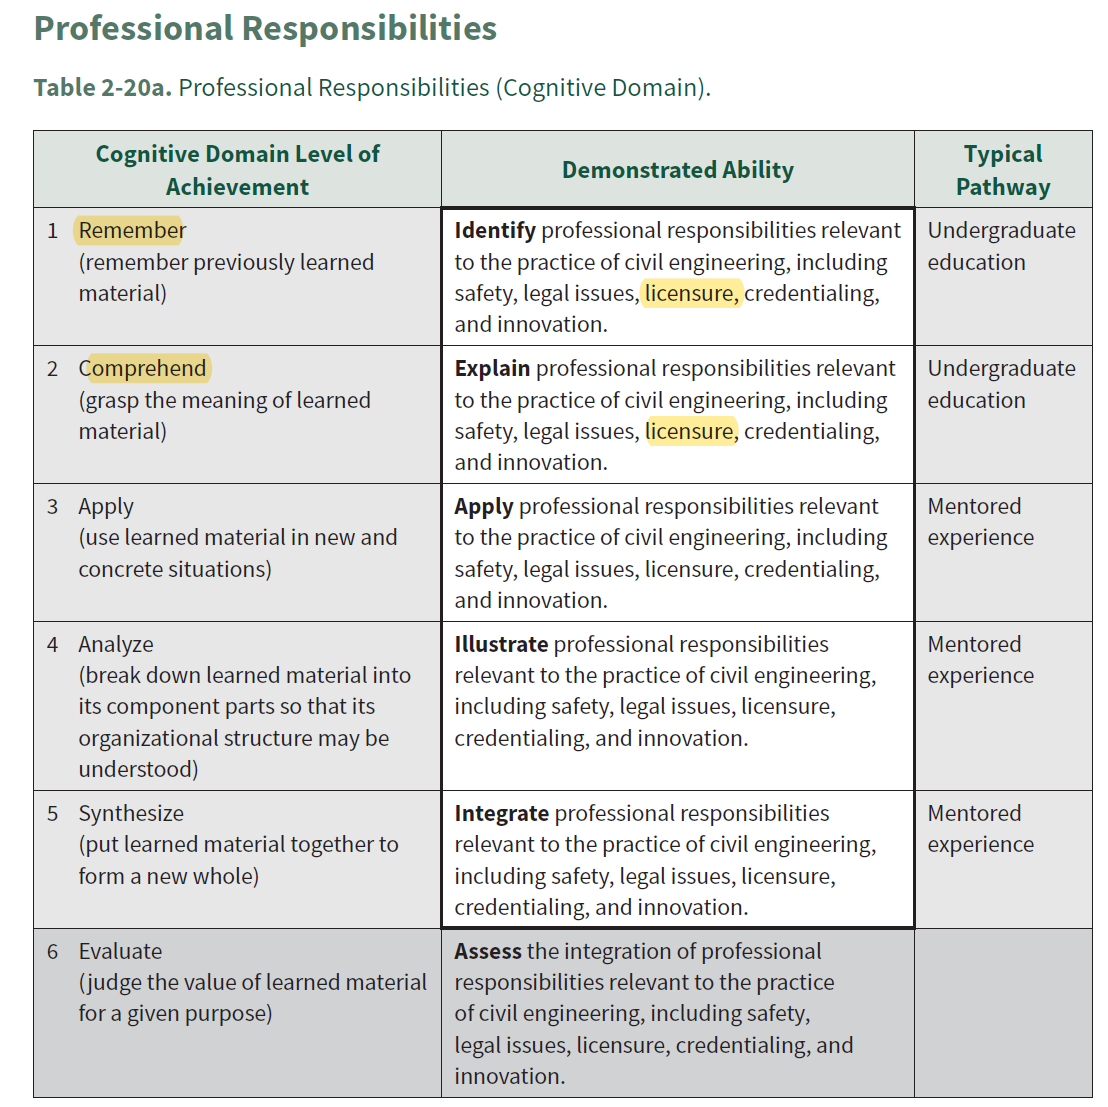 Professional Responsibilities
Table 2-20a. Professional Responsibilities (Cognitive Domain).
Cognitive Domain Level of
Achievement
Demonstrated Ability
Typical
Pathway
1 Remember
(remember previously learned
material)
Identify professional responsibilities relevant
to the practice of civil engineering, including
safety, legal issues, licensure, credentialing,
and innovation.
Undergraduate
education
2 Comprehend
(grasp the meaning of learned
material)
Explain professional responsibilities relevant
to the practice of civil engineering, including
safety, legal issues, licensure, credentialing,
and innovation.
Undergraduate
education
3 Apply
(use learned material in new and
concrete situations)
Apply professional responsibilities relevant
to the practice of civil engineering, including
safety, legal issues, licensure, credentialing,
and innovation.
Mentored
experience
4 Analyze
(break down learned material into
its component parts so that its
organizational structure may be
understood)
Illustrate professional responsibilities
relevant to the practice of civil engineering,
including safety, legal issues, licensure,
credentialing, and innovation.
Mentored
experience
5 Synthesize
(put learned material together to
form a new whole)
Integrate professional responsibilities
relevant to the practice of civil engineering,
including safety, legal issues, licensure,
credentialing, and innovation.
Mentored
experience
6 Evaluate
(judge the value of learned material
for a given purpose)
Assess the integration of professional
responsibilities relevant to the practice
of civil engineering, including safety,
legal issues, licensure, credentialing, and
innovation.